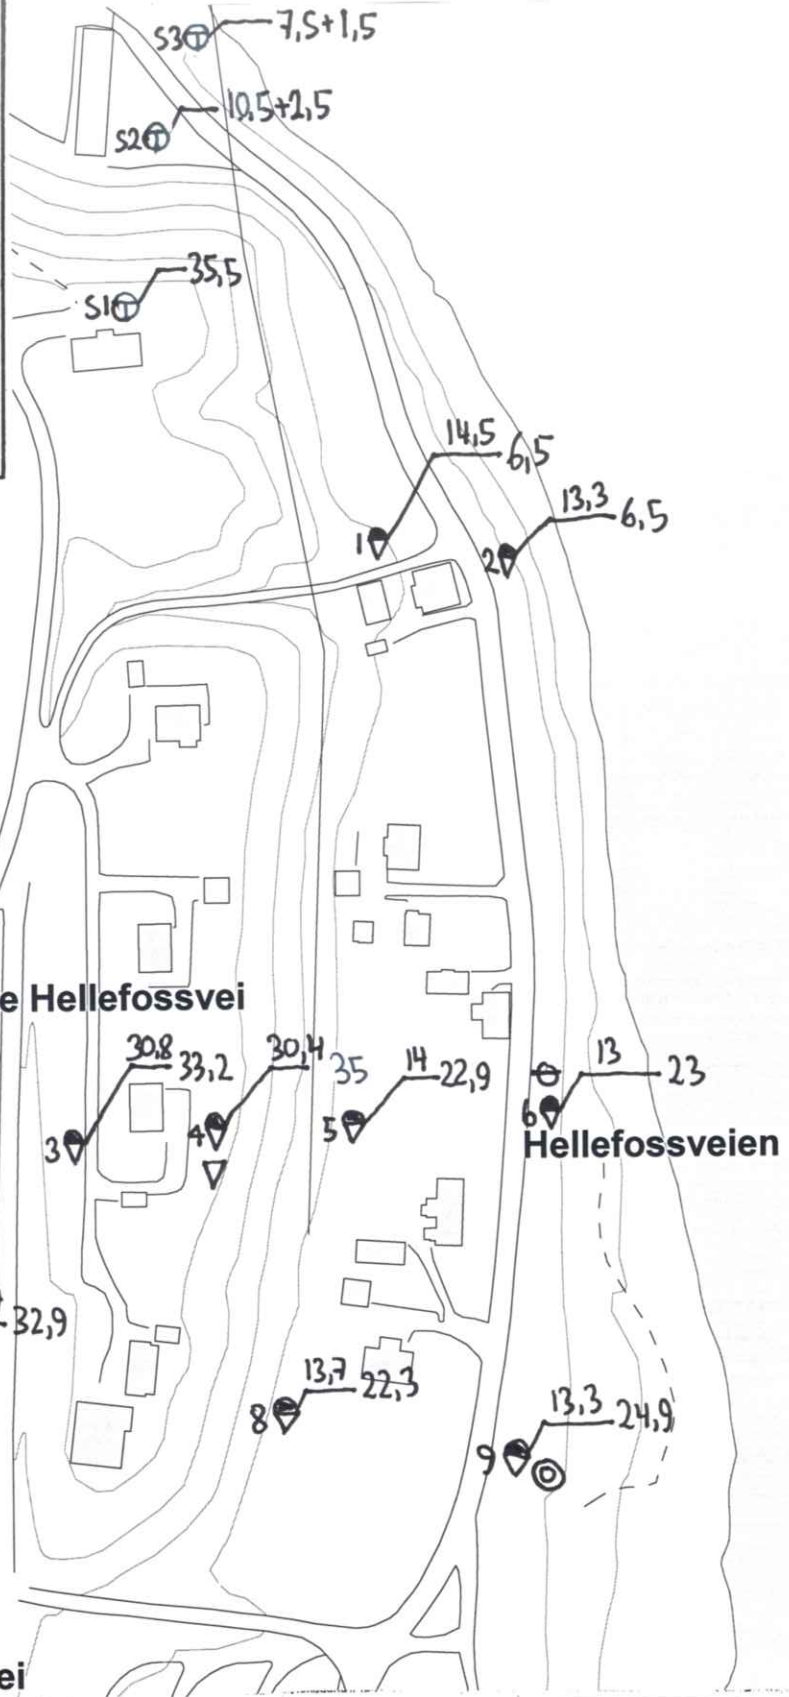 S3 7,5+1,5
S2 10,5+2,5
S1 35,5
1 14,5 6,5
2 13,3 6,5
e Hellefossvei
3 30,8 33,2
4 30,4 35
5 14 22,9
6 13 23
Hellefossveien
32,9
8 13,7 22,3
9 13,3 24,9
ei